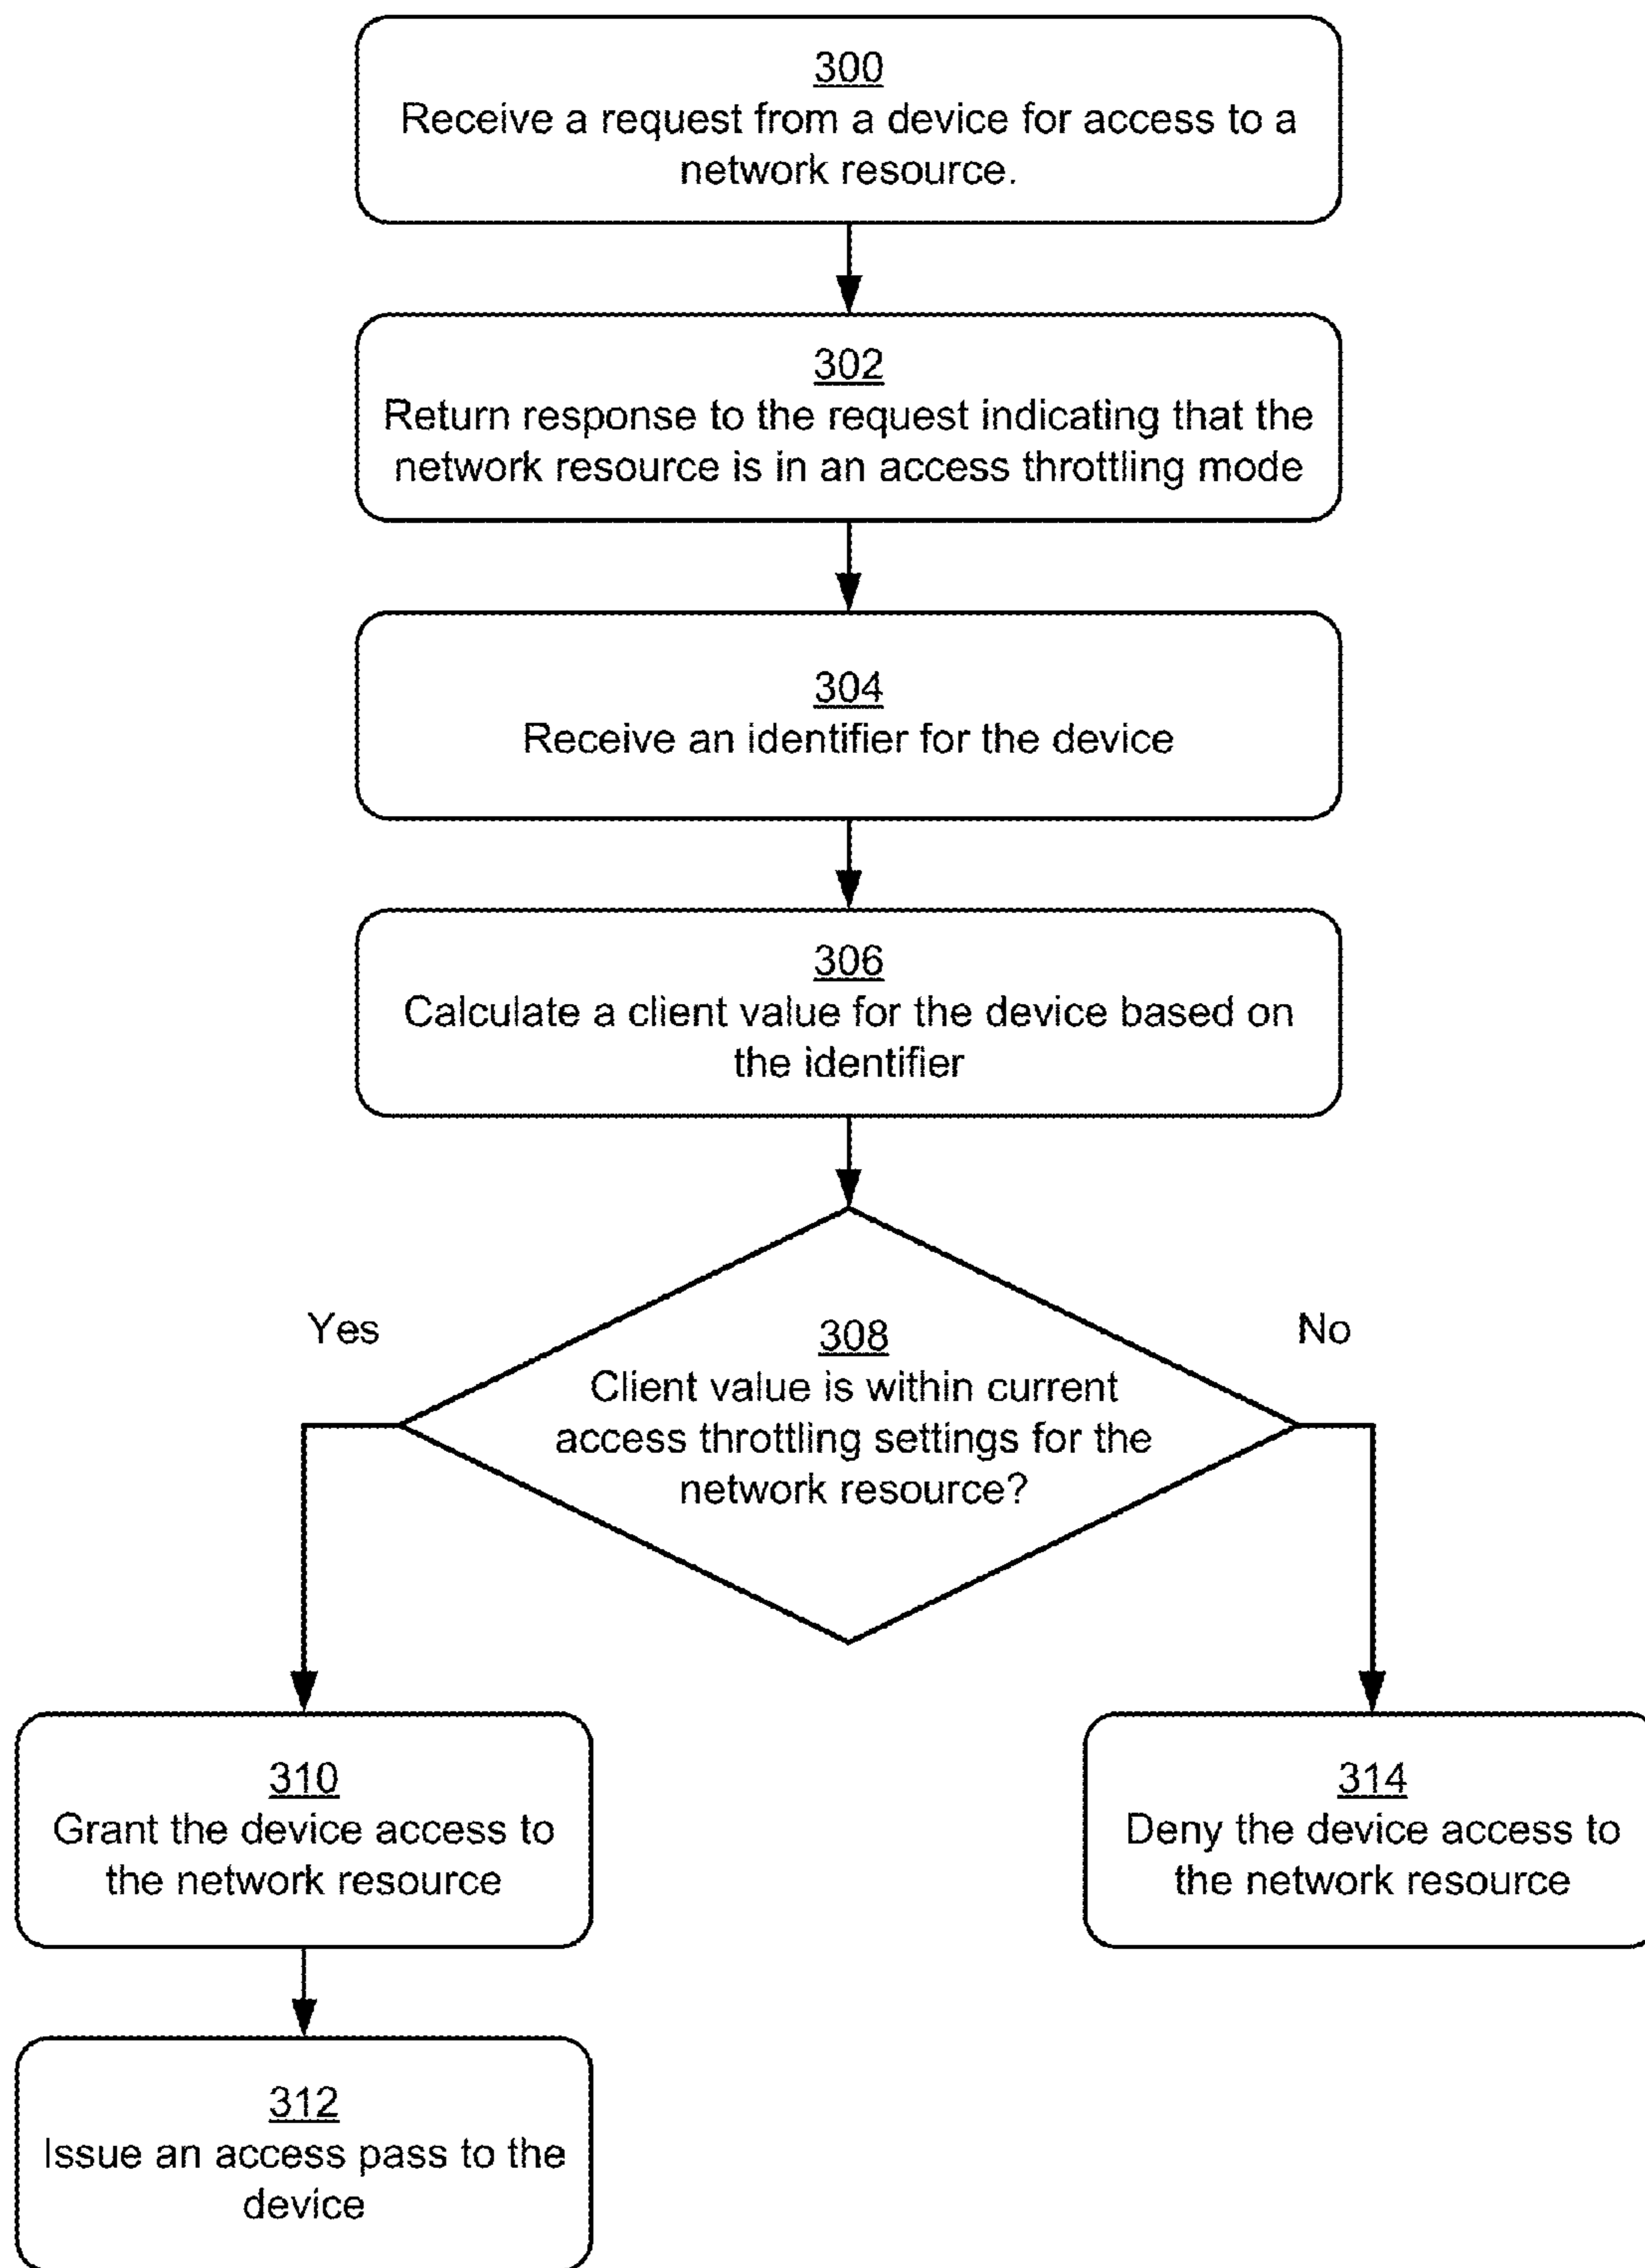 300
Receive a request from a device for access to a
network resource.
302
Return response to the request indicating that the
network resource is in an access throttling mode
304
Receive an identifier for the device
306
Calculate a client value for the device based on
the identifier
Yes
No
308
Client value is within current
access throttling settings for the
network resource?
310
Grant the device access to
the network resource
314
Deny the device access to
the network resource
312
Issue an access pass to the
device